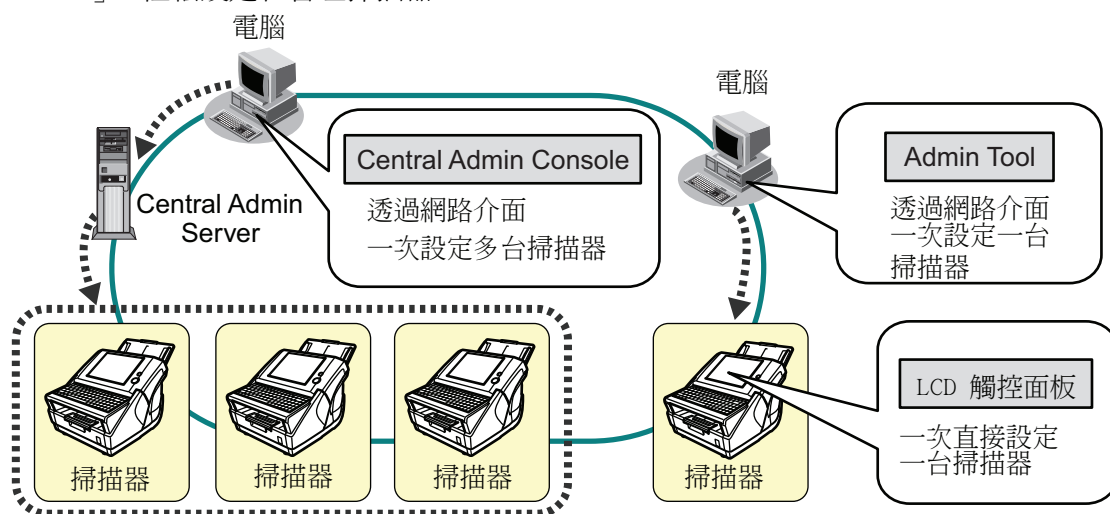 電腦
電腦
Central Admin
Server
Central Admin Console
透過網路介面
一次設定多台掃描器
Admin Tool
透過網路介面
一次設定一台
掃描器
掃描器
掃描器
掃描器
掃描器
LCD 觸控面板
一次直接設定
一台掃描器